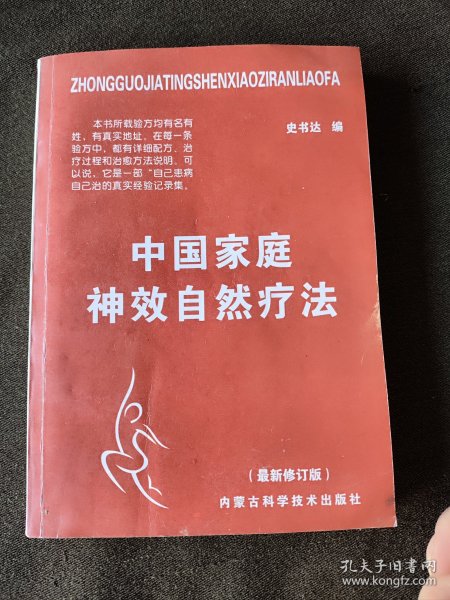 ZHONGGUOJIATINGSHENXIAOZIRANLIAOFA
本书所载验方均有名有
姓，有真实地址。在每一条
验方中，都有详细配方、治
疗过程和治愈方法说明。可
以说，它是一部“自己患病
自己治的真实经验记录集。
史书达 编
中国家庭
神效自然疗法
（最新修订版）
内蒙古科学技术出版社
孔夫子旧书网
www.kongfz.com